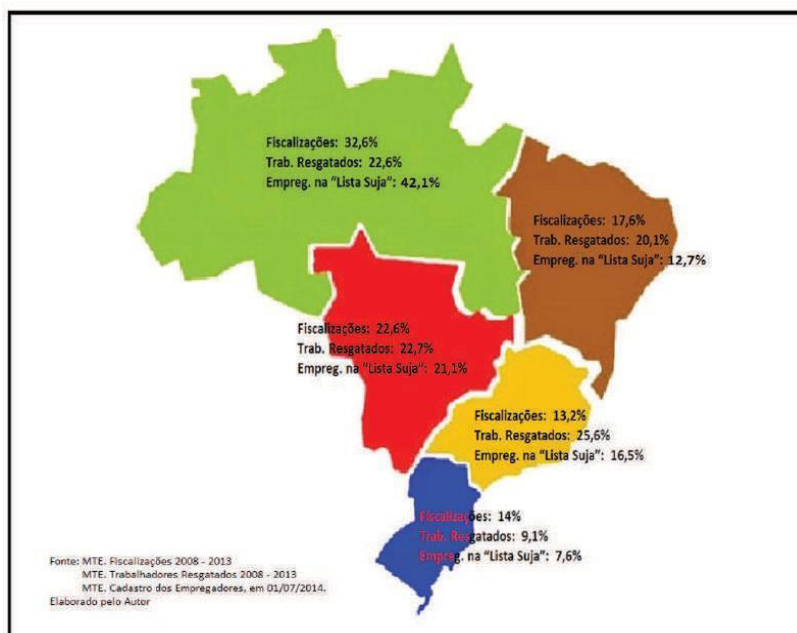 Fiscalizações: 32,6%
Trab. Resgatados: 22,6%
Empreg. na “Lista Suja”: 42,1%
Fiscalizações: 17,6%
Trab. Resgatados: 20,1%
Empreg. na “Lista Suja”: 12,7%
Fiscalizações: 22,6%
Trab. Resgatados: 22,7%
Empreg. na “Lista Suja”: 21,1%
Fiscalizações: 13,2%
Trab. Resgatados: 25,6%
Empreg. na “Lista Suja”: 16,5%
Fiscalizações: 14%
Trab. Resgatados: 9,1%
Empreg. na “Lista Suja”: 7,6%
Fonte: MTE. Fiscalizações 2008 - 2013
MTE. Trabalhadores Resgatados 2008 - 2013
MTE. Cadastro dos Empregadores, em 01/07/2014.
Elaborado pelo Autor